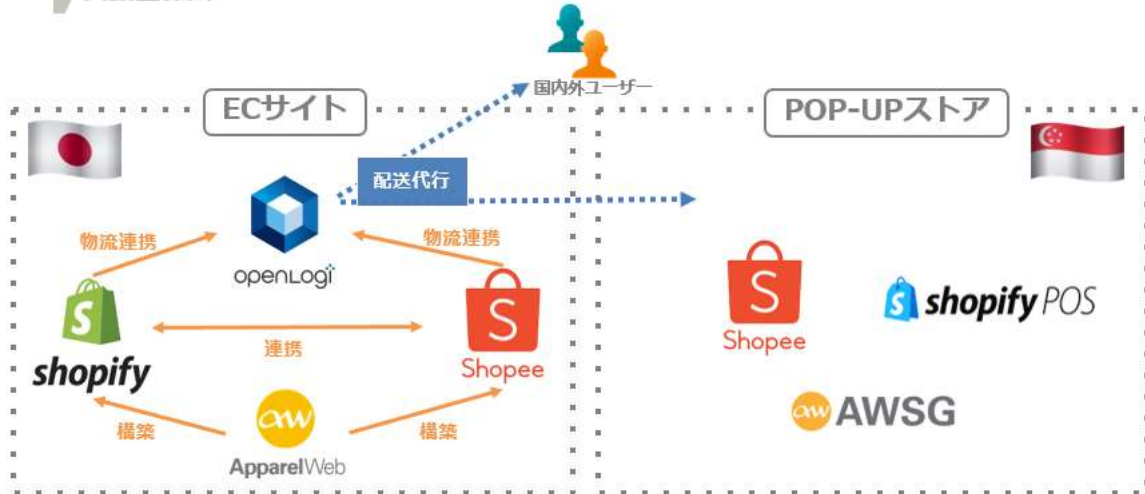 国内外ユーザー
ECサイト
POP-UPストア
配送代行
物流連携
物流連携
openLogi
S
shopify
連携
S
Shopee
構築
aw
構築
ApparelWeb
S
Shopee
S shopify POS
aw AWSG